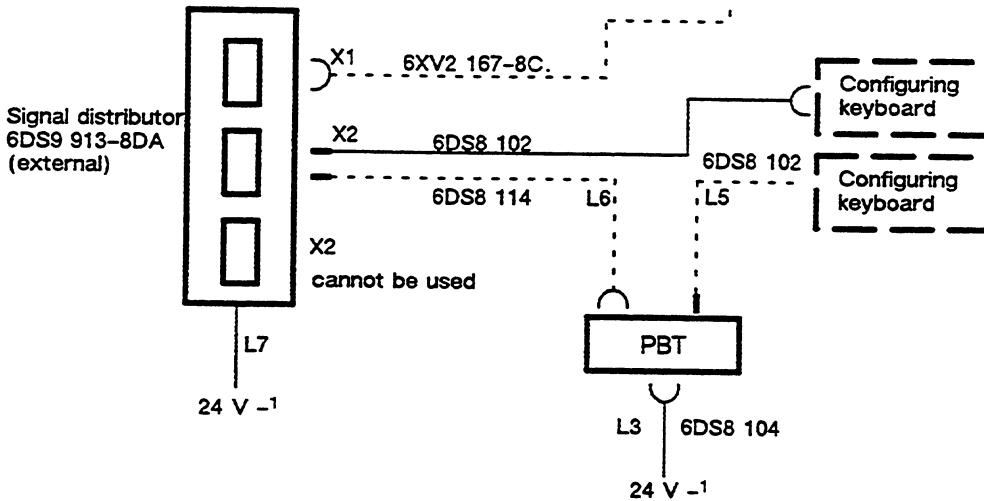 X1
6XV2 167-8C.
Configuring
keyboard
Signal distributor
6DS9 913-8DA
(external)
X2
6DS8 102
6DS8 102
Configuring
keyboard
6DS8 114
L6
L5
X2
cannot be used
L7
PBT
24 V -1
L3
6DS8 104
24 V -1